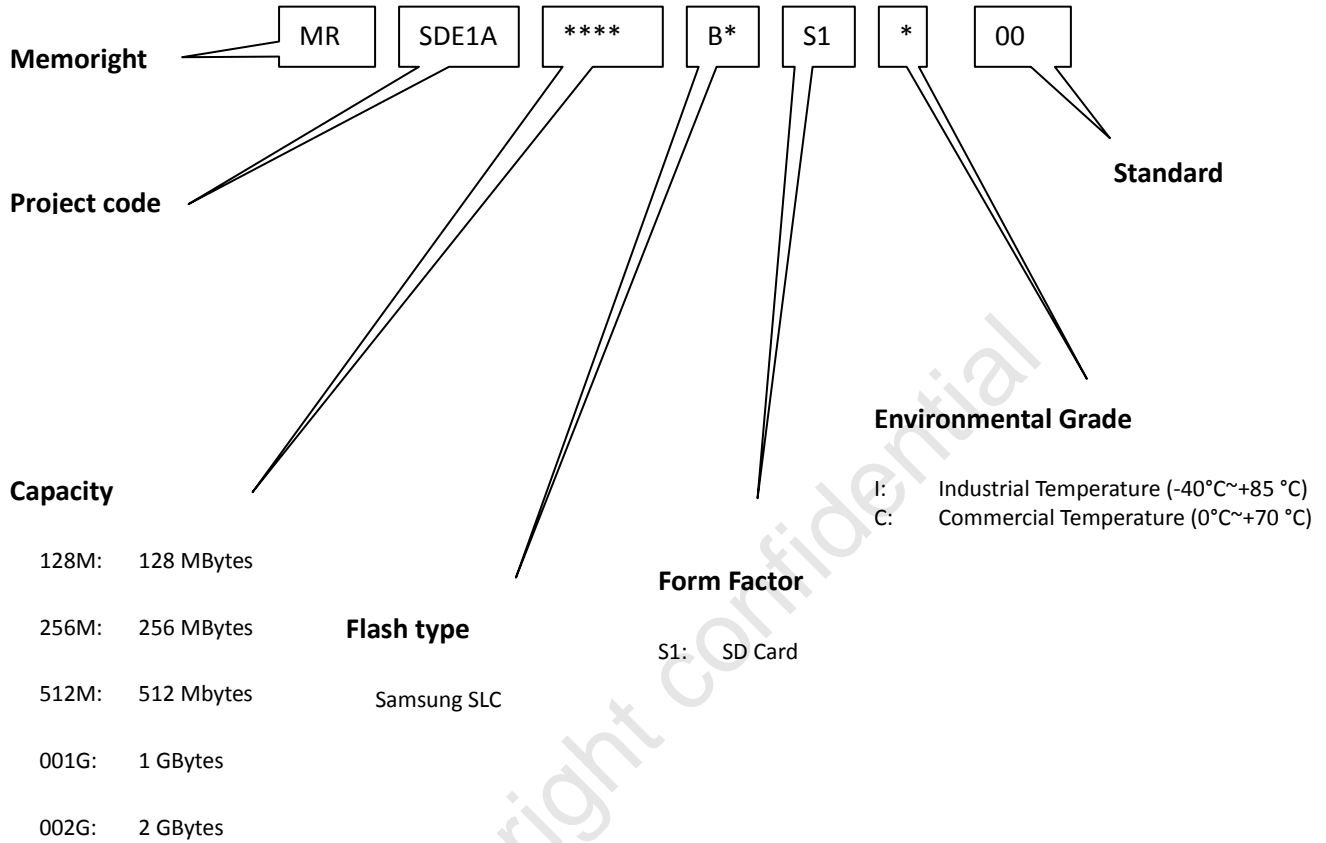 MR SDE1A **** B* S1 * 00
Memoright
Standard
Project code
Environmental Grade
I: Industrial Temperature (-40°C~+85 °C)
C: Commercial Temperature (0°C~+70 °C)
Capacity
128M: 128 MBytes
256M: 256 MBytes
512M: 512 Mbytes
001G: 1 GBytes
002G: 2 GBytes
Flash type
Samsung SLC
Form Factor
S1: SD Card
right confidential